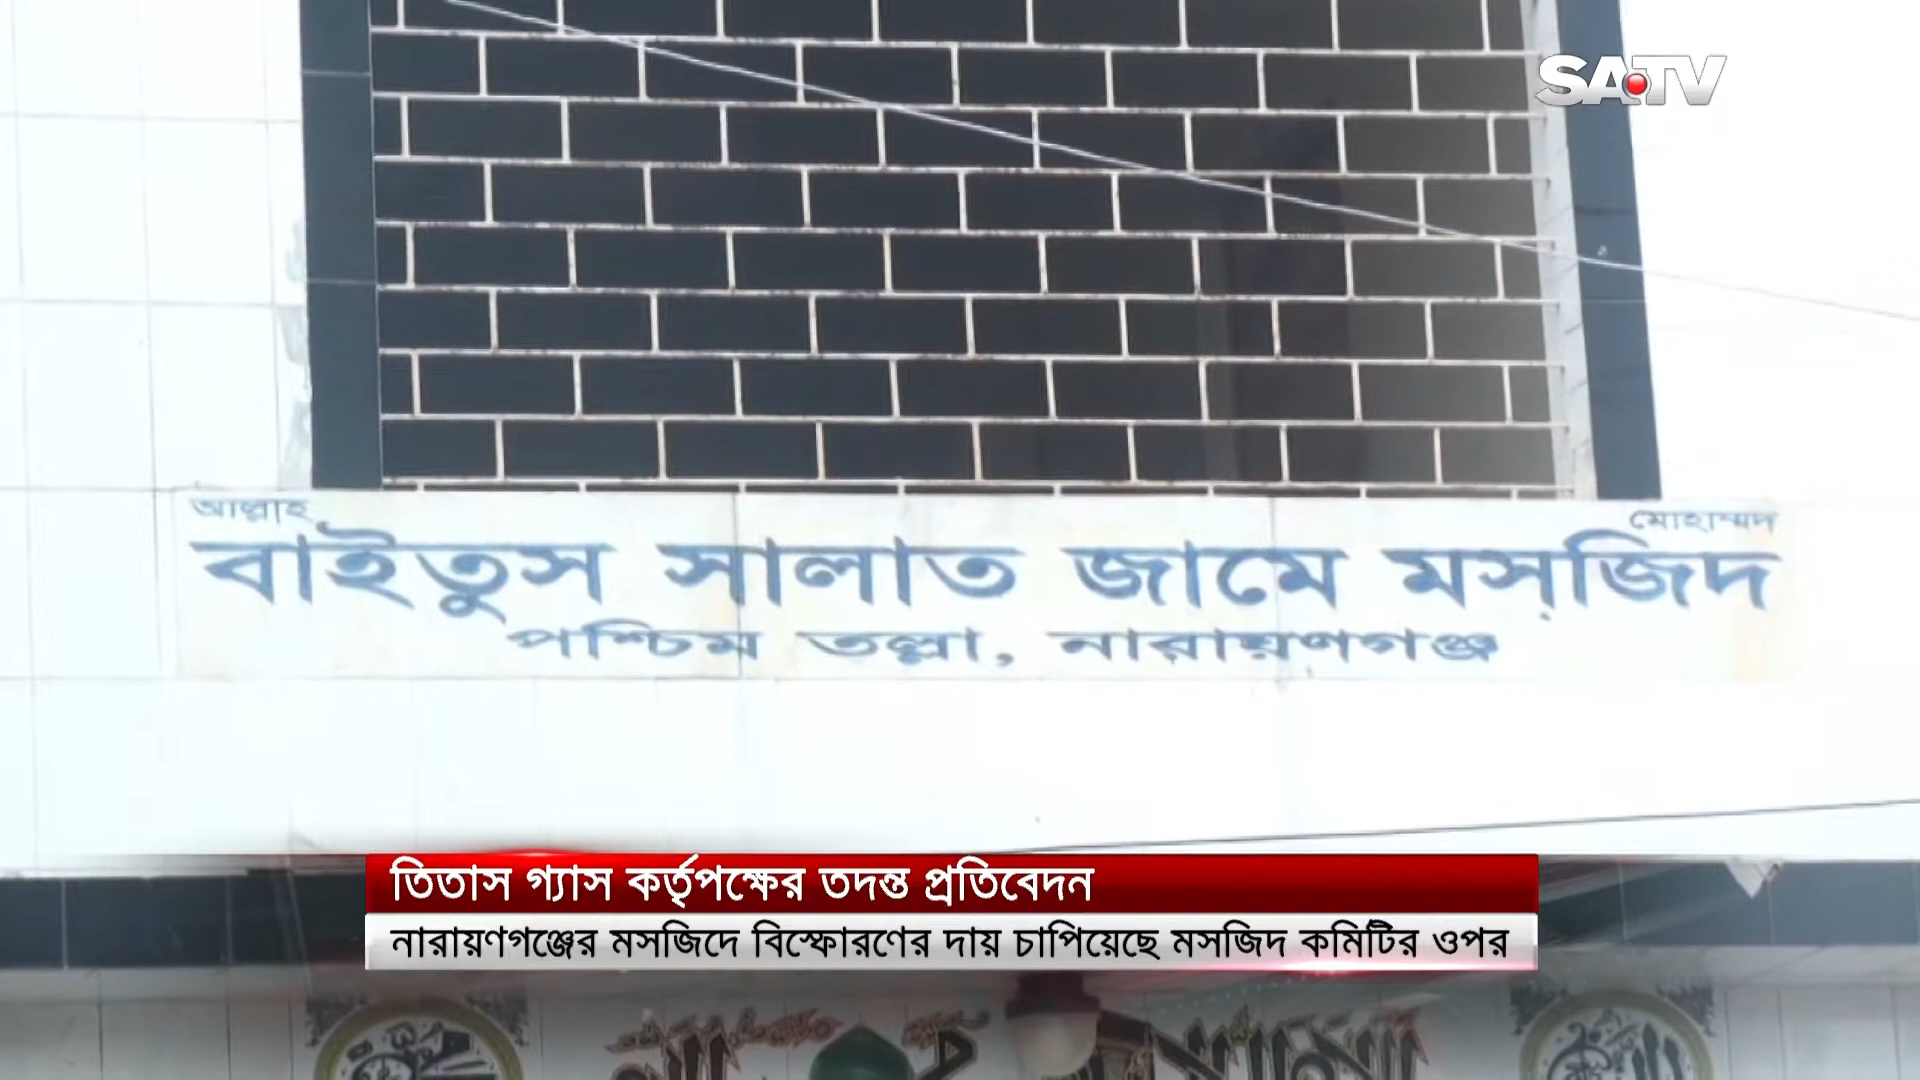 SATV
আল্লাহ
মোহাম্মদ
বাইতুস সালাত জামে মসজিদ
পশ্চিম তল্লা, নারায়ণগঞ্জ
তিতাস গ্যাস কর্তৃপক্ষের তদন্ত প্রতিবেদন
নারায়ণগঞ্জের মসজিদে বিস্ফোরণের দায় চাপিয়েছে মসজিদ কমিটির ওপর